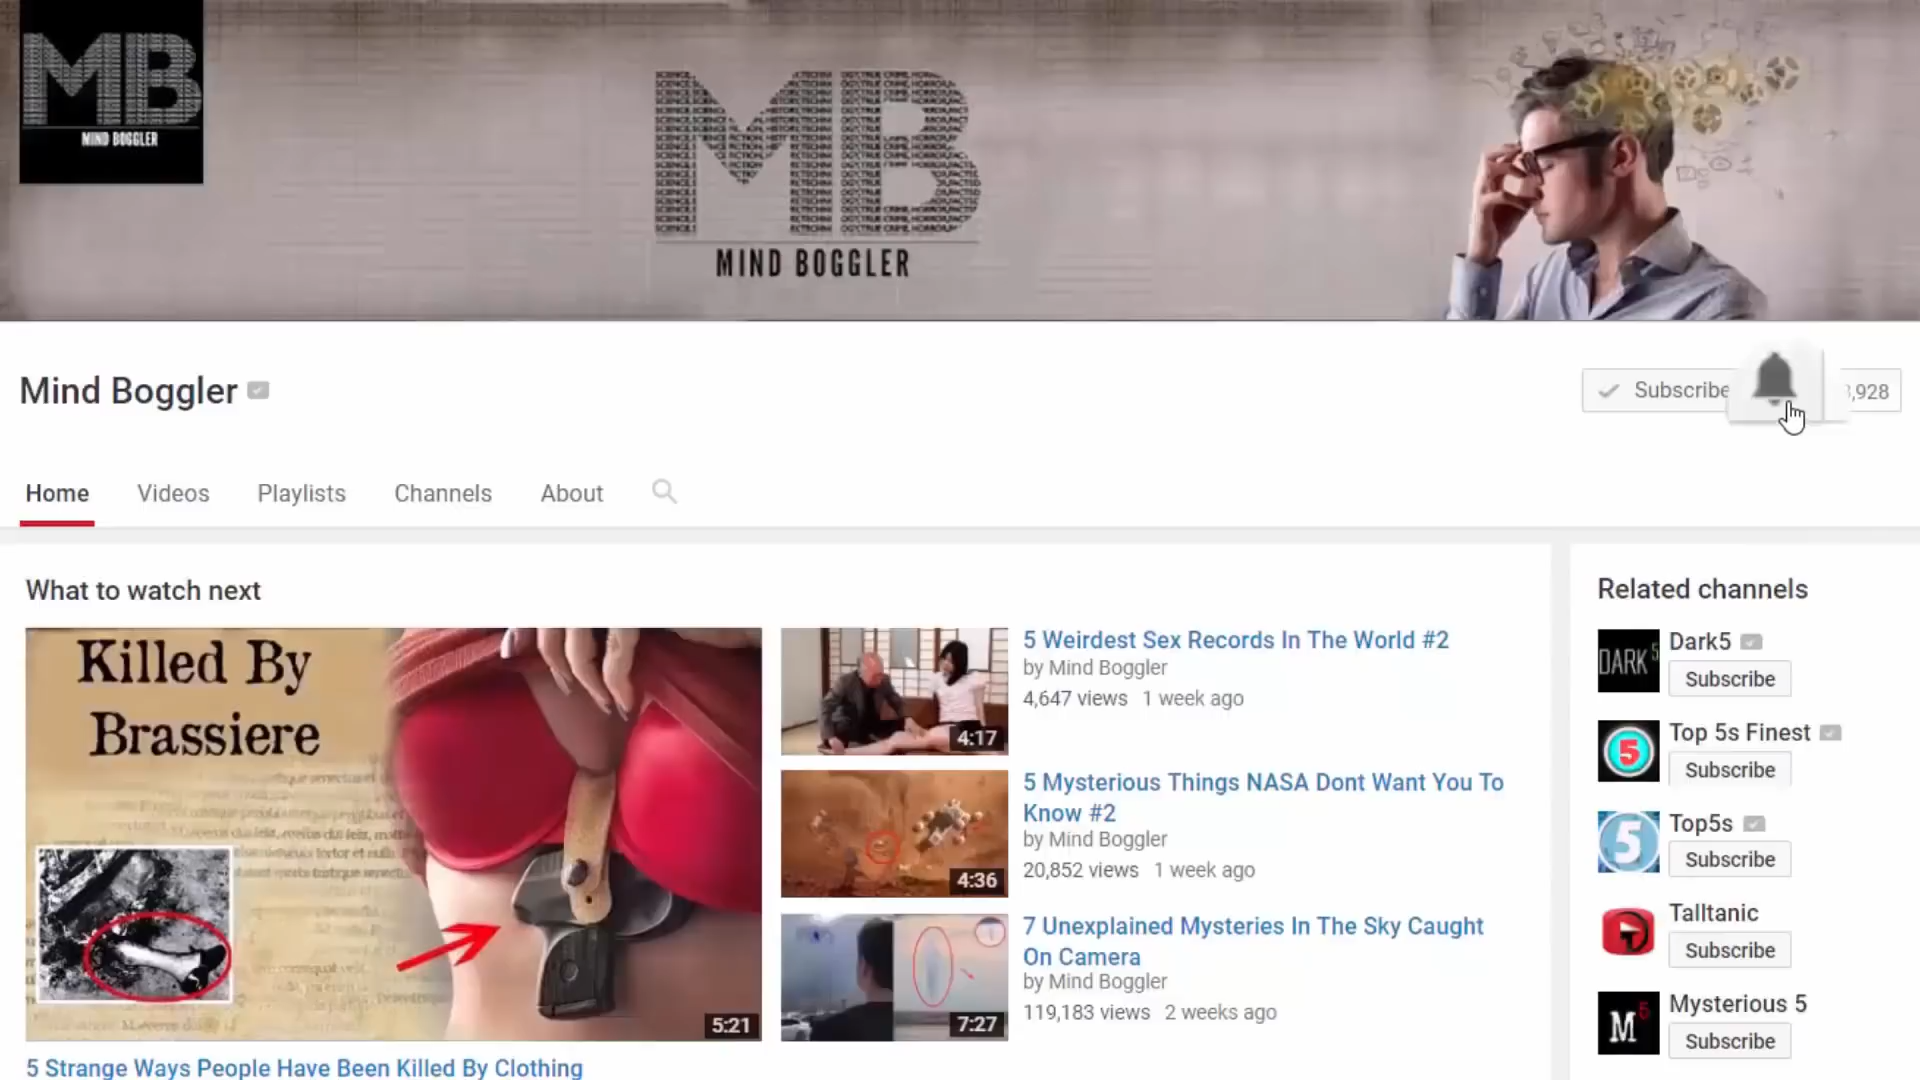 MB
MIND BOGGLER
MB
MIND BOGGLER
Mind Boggler
Subscribe
,928
Home Videos Playlists Channels About
What to watch next
Killed By
Brassiere
5:21
5 Strange Ways People Have Been Killed By Clothing
4:17
5 Weirdest Sex Records In The World #2
by Mind Boggler
4,647 views 1 week ago
4:36
5 Mysterious Things NASA Dont Want You To
Know #2
by Mind Boggler
20,852 views 1 week ago
7:27
7 Unexplained Mysteries In The Sky Caught
On Camera
by Mind Boggler
119,183 views 2 weeks ago
Related channels
DARK 5
Dark5
Subscribe
5
Top 5s Finest
Subscribe
5
Top5s
Subscribe
Talltanic
Subscribe
M 5
Mysterious 5
Subscribe